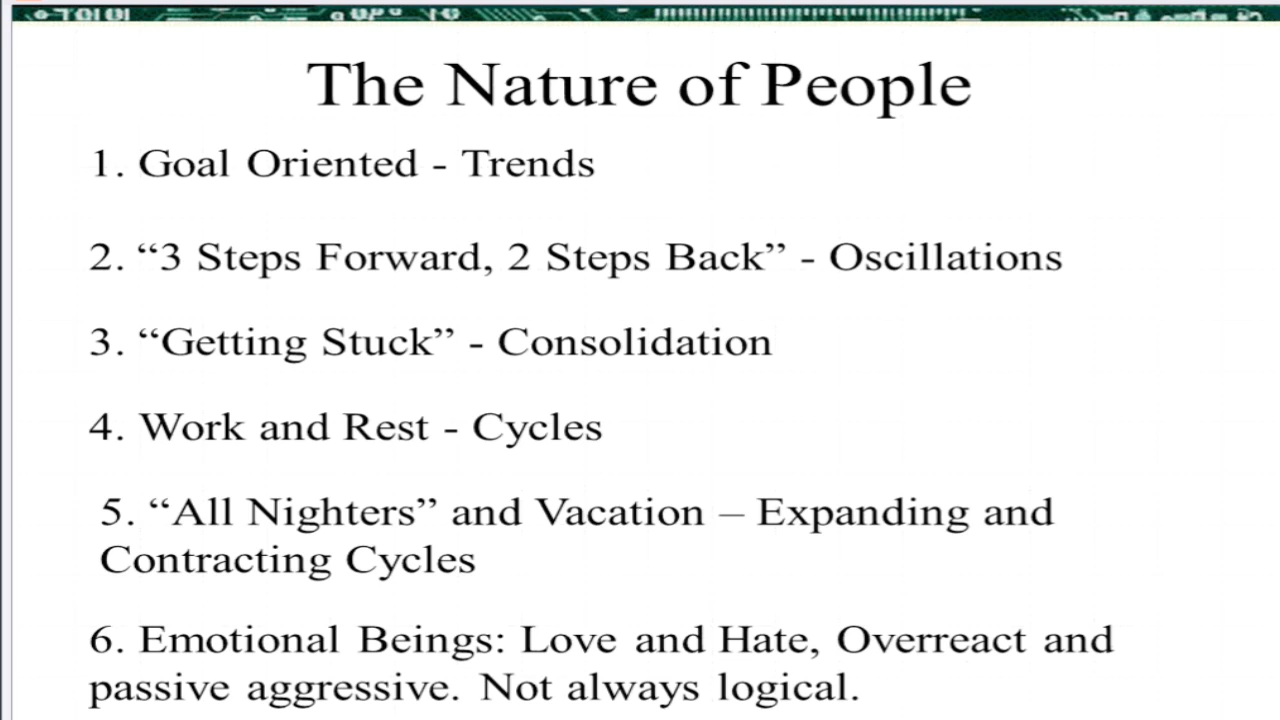 The Nature of People
1. Goal Oriented - Trends
2. “3 Steps Forward, 2 Steps Back” - Oscillations
3. “Getting Stuck” - Consolidation
4. Work and Rest - Cycles
5. “All Nighters” and Vacation – Expanding and
Contracting Cycles
6. Emotional Beings: Love and Hate, Overreact and
passive aggressive. Not always logical.